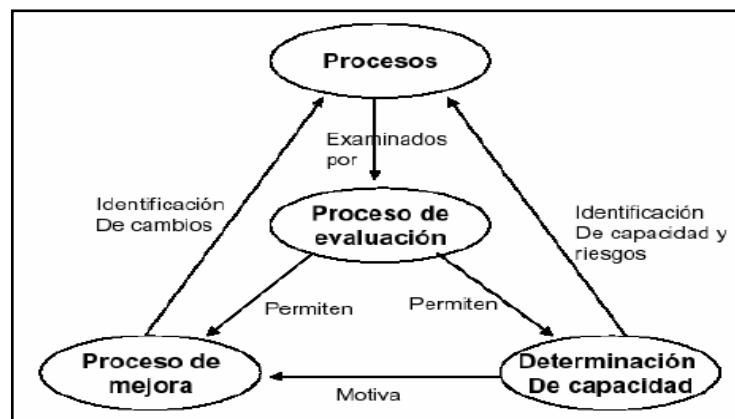 Procesos
Examinados
por
Identificación
De cambios
Proceso de
evaluación
Identificación
De capacidad y
riesgos
Permiten
Permiten
Proceso de
mejora
Motiva
Determinación
De capacidad